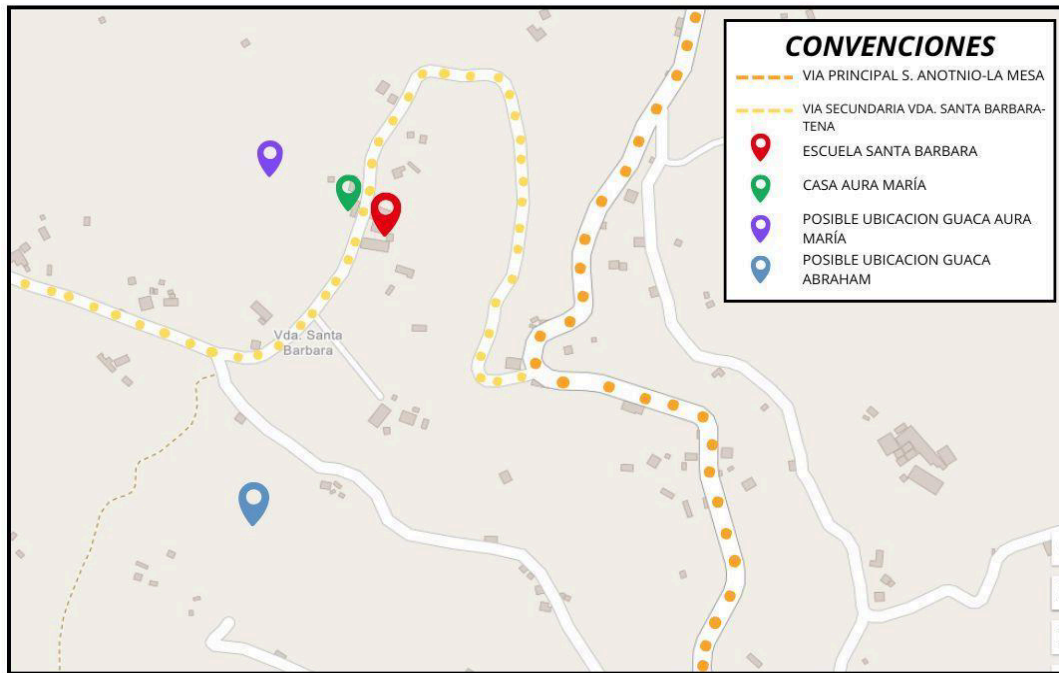 CONVENCIONES
VIA PRINCIPAL S. ANOTNIO-LA MESA
VIA SECUNDARIA VDA. SANTA BARBARA-
TENA
ESCUELA SANTA BARBARA
CASA AURA MARÍA
POSIBLE UBICACION GUACA AURA
MARÍA
POSIBLE UBICACION GUACA
ABRAHAM
Vda. Santa
Barbara